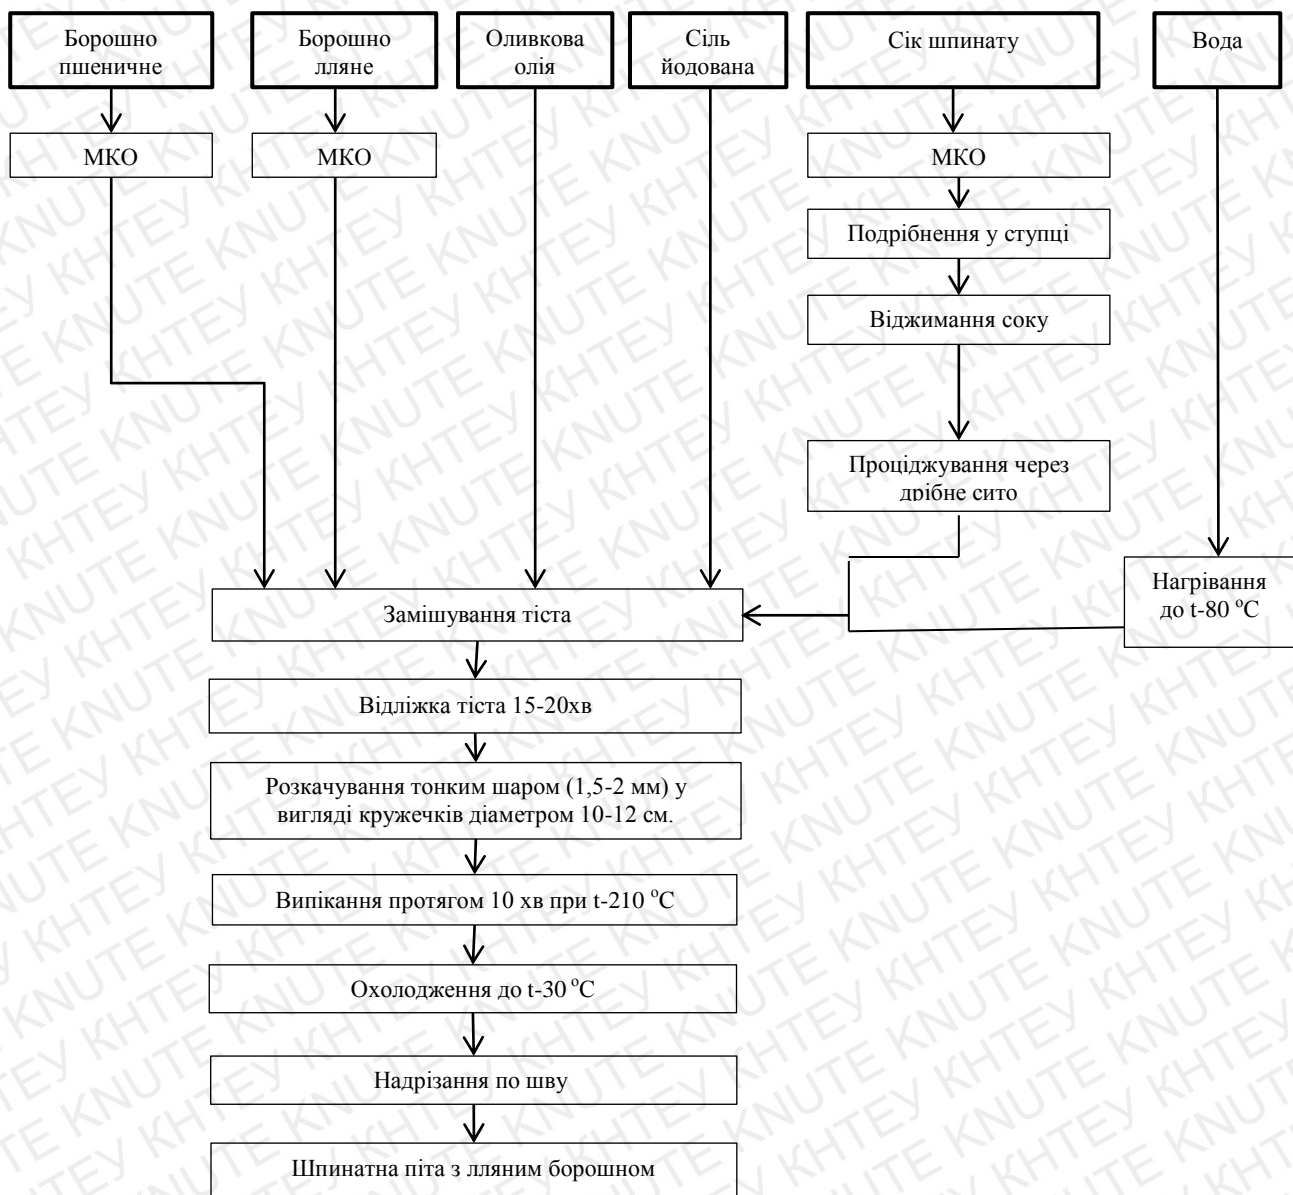 Борошно
пшеничне
Борошно
лляне
Оливкова
олія
Сіль
йодована
Сік шпинату
Вода
МКО
МКО
МКО
Подрібнення у ступці
Віджимання соку
Проціджування через
дрібне сито
Нагрівання
до t-80 °С
Замішування тіста
Відліжка тіста 15-20хв
Розкачування тонким шаром (1,5-2 мм) у
вигляді кружечків діаметром 10-12 см.
Випікання протягом 10 хв при t-210 °С
Охолодження до t-30 °С
Надрізання по шву
Шпинатна піта з лляним борошном